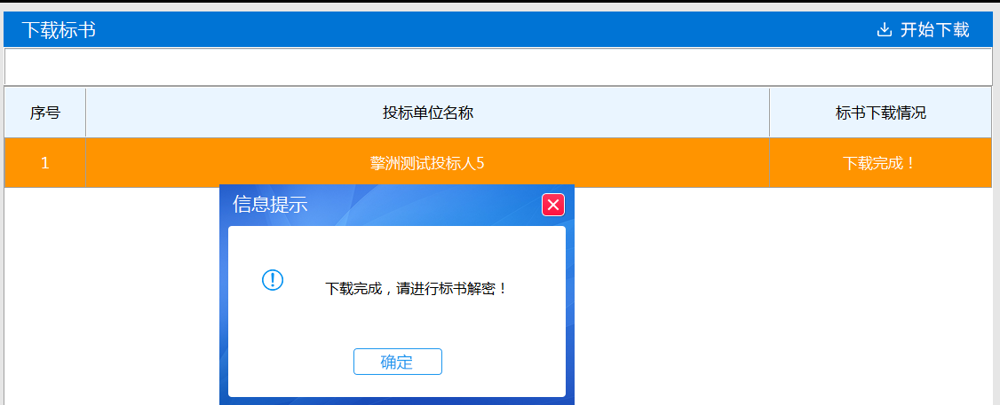 下载标书
开始下载
序号 投标单位名称 标书下载情况
1 擎洲测试投标人5 下载完成！
信息提示
下载完成，请进行标书解密！
确定